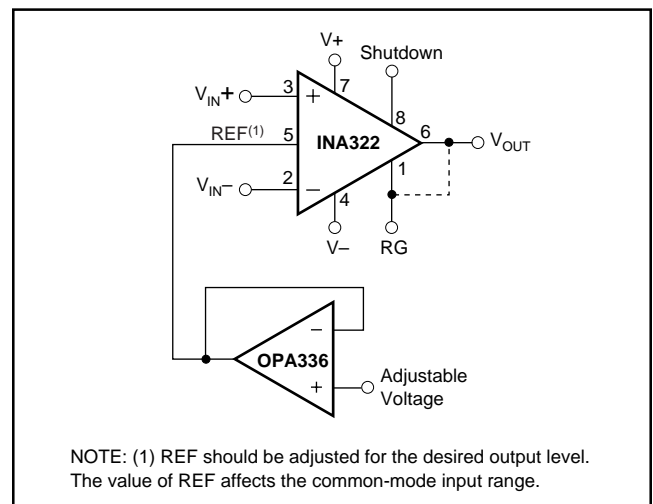 V+
Shutdown
VIN+
3
+
7
8
REF(1)
5
INA322
6
VOUT
1
VIN–
2
–
4
V–
RG
–
OPA336
+
Adjustable
Voltage
NOTE: (1) REF should be adjusted for the desired output level.
The value of REF affects the common-mode input range.